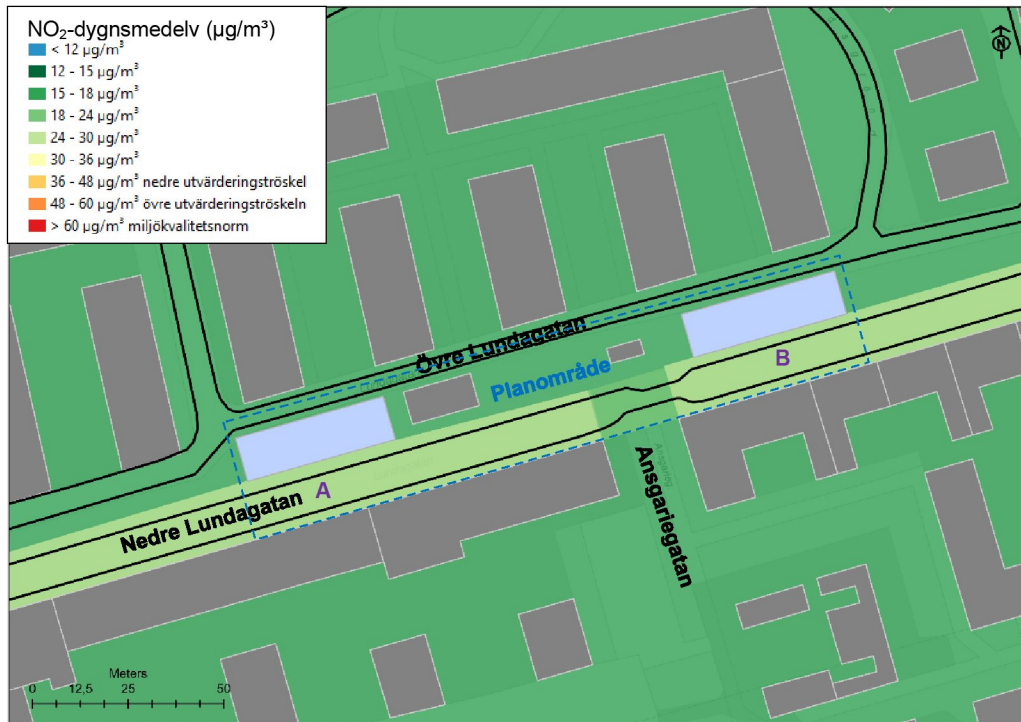 NO₂-dygnsmedelv (µg/m³)
< 12 µg/m³
12 - 15 µg/m³
15 - 18 µg/m³
18 - 24 µg/m³
24 - 30 µg/m³
30 - 36 µg/m³
36 - 48 µg/m³ nedre utvärderingströskel
48 - 60 µg/m³ övre utvärderingströskeln
> 60 µg/m³ miljökvalitetsnorm
N
Övre Lundagatan
Planområde
B
A
Nedre Lundagatan
Ansgariegatan
Meters
0 12,5 25 50